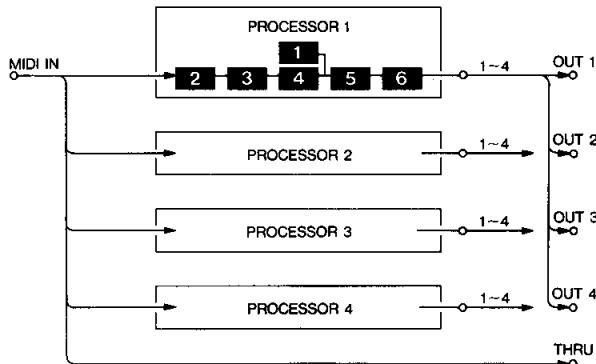 PROCESSOR 1
MIDI IN
1
2 3 4 5 6
1~4
OUT 1
PROCESSOR 2
1~4
OUT 2
PROCESSOR 3
1~4
OUT 3
PROCESSOR 4
1~4
OUT 4
THRU